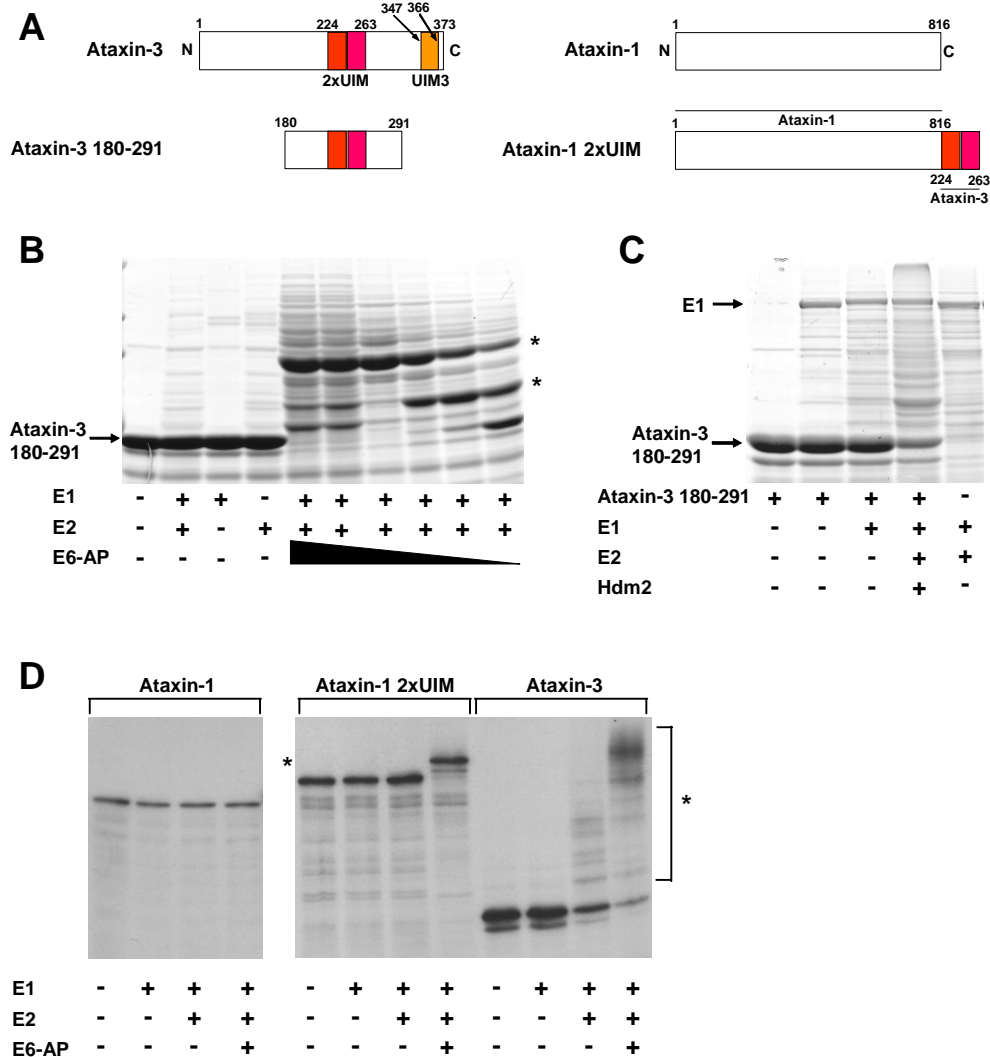 A
1 224 263 347 366 373
Ataxin-3 N C
2xUIM UIM3
1 816
Ataxin-1 N C
180 291
Ataxin-3 180-291
Ataxin-1
1 816
Ataxin-1 2xUIM
224 263
Ataxin-3
B
*
*
Ataxin-3
180-291
E1 - + + - + + + + + +
E2 - + - + + + + + + +
E6-AP - - - -
C
E1
Ataxin-3
180-291
Ataxin-3 180-291 + + + + -
E1 - - + + +
E2 - - - + +
Hdm2 - - - + -
D
Ataxin-1 Ataxin-1 2xUIM Ataxin-3
*
*
E1 - + + + - + + + - + + +
E2 - - + + - - + + - - + +
E6-AP - - - + - - - + - - - +